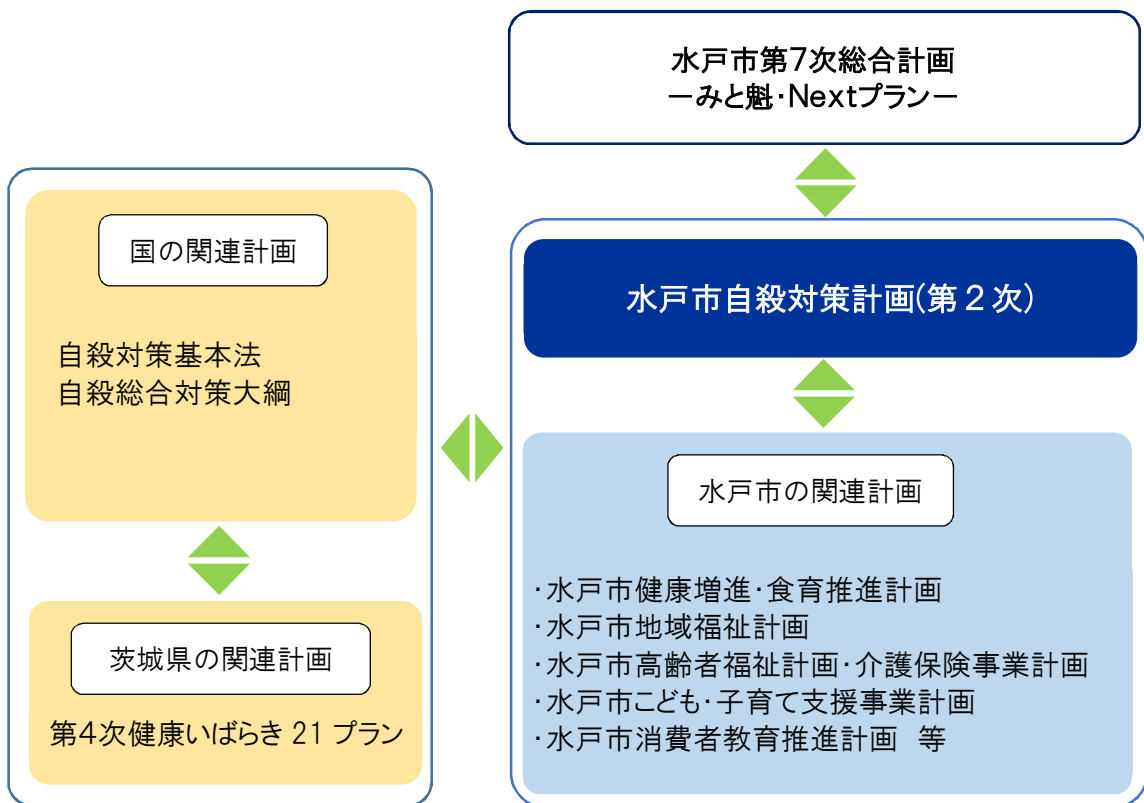 水戸市第7次総合計画
－みと魁・Nextプラン－
国の関連計画
自殺対策基本法
自殺総合対策大綱
茨城県の関連計画
第4次健康いばらき 21 プラン
水戸市自殺対策計画(第２次)
水戸市の関連計画
・水戸市健康増進・食育推進計画
・水戸市地域福祉計画
・水戸市高齢者福祉計画・介護保険事業計画
・水戸市こども・子育て支援事業計画
・水戸市消費者教育推進計画　等